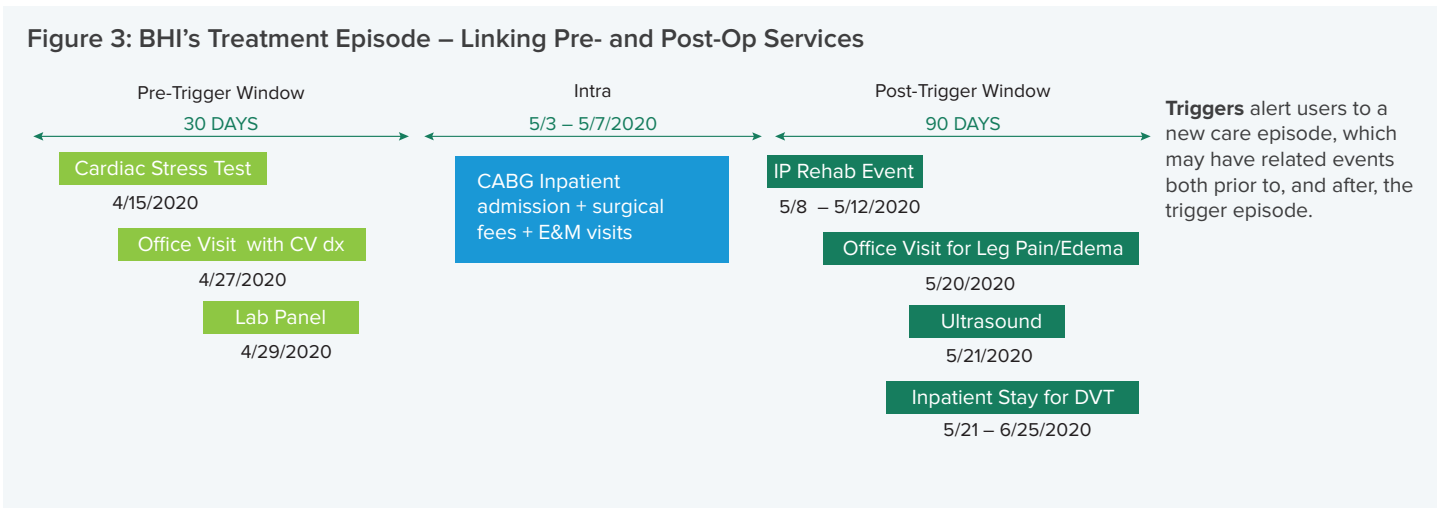 Figure 3: BHI's Treatment Episode – Linking Pre- and Post-Op Services
Pre-Trigger Window
30 DAYS
Cardiac Stress Test
4/15/2020
Office Visit  with CV dx
4/27/2020
Lab Panel
4/29/2020
Intra
5/3 – 5/7/2020
CABG Inpatient
admission + surgical
fees + E&M visits
Post-Trigger Window
90 DAYS
IP Rehab Event
5/8  – 5/12/2020
Office Visit for Leg Pain/Edema
5/20/2020
Ultrasound
5/21/2020
Inpatient Stay for DVT
5/21 – 6/25/2020
Triggers alert users to a
new care episode, which
may have related events
both prior to, and after, the
trigger episode.